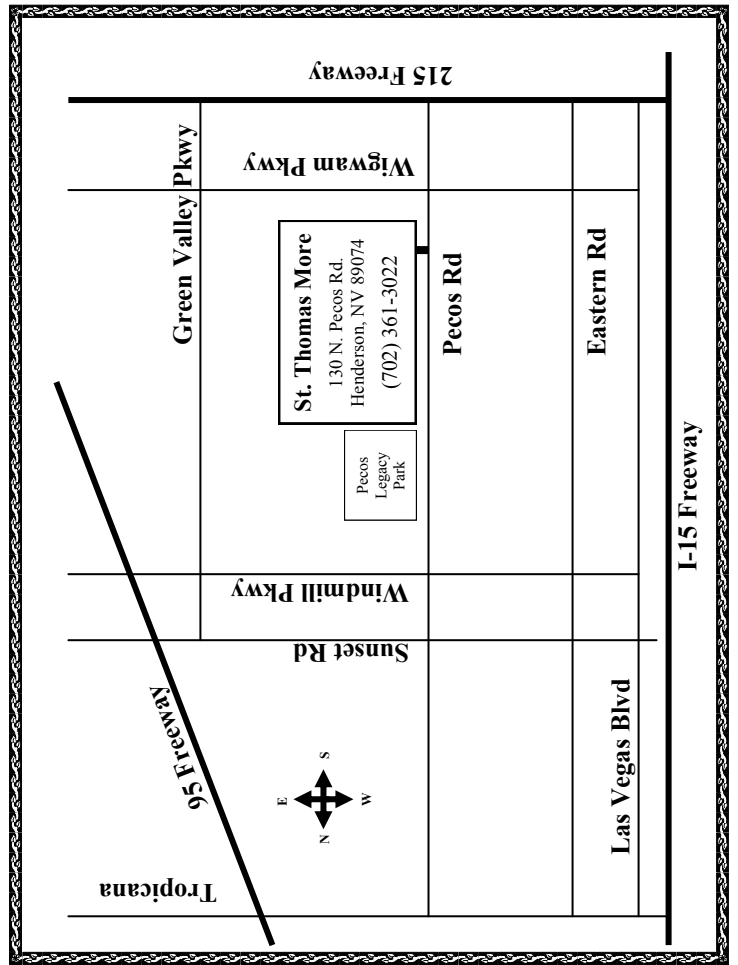 215 Freeway
Wigwam Pkwy
Green Valley Pkwy
St. Thomas More
130 N. Pecos Rd.
Henderson, NV 89074
(702) 361-3022
Pecos Rd
Eastern Rd
Pecos
Legacy
Park
I-15 Freeway
Windmill Pkwy
Sunset Rd
95 Freeway
E
S
N
W
Las Vegas Blvd
Tropicana